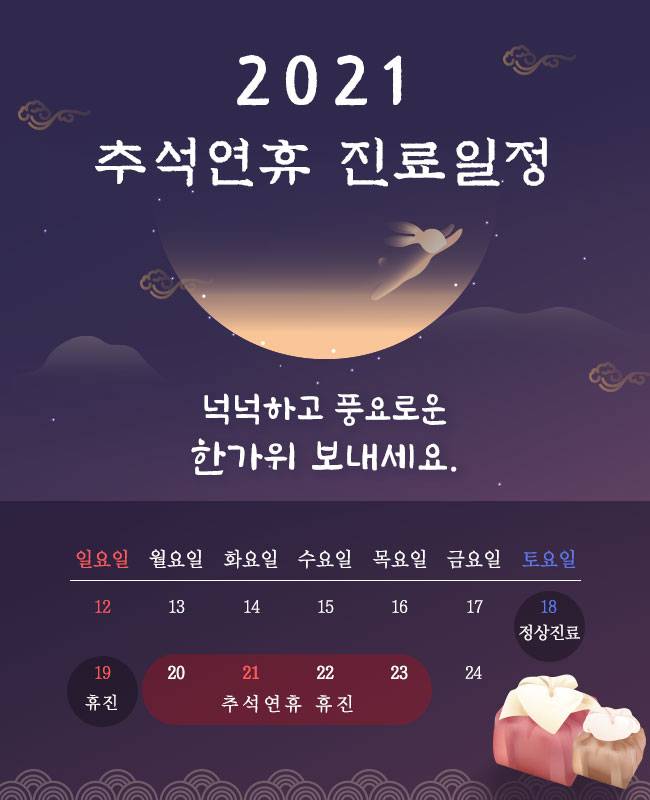 2021
추석연휴 진료일정
넉넉하고 풍요로운
한가위 보내세요.
일요일 월요일 화요일 수요일 목요일 금요일 토요일
12 13 14 15 16 17 18
정상진료
19 20 21 22 23 24
휴진 추석연휴 휴진